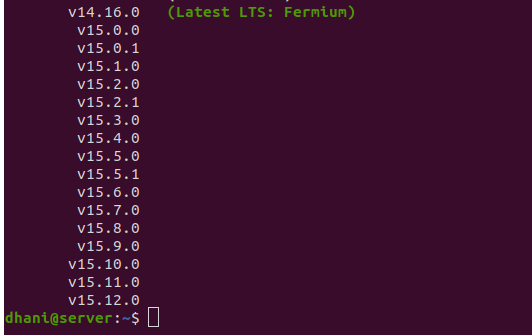 v14.16.0 (Latest LTS: Fermium)
v15.0.0
v15.0.1
v15.1.0
v15.2.0
v15.2.1
v15.3.0
v15.4.0
v15.5.0
v15.5.1
v15.6.0
v15.7.0
v15.8.0
v15.9.0
v15.10.0
v15.11.0
v15.12.0
dhani@server:~$